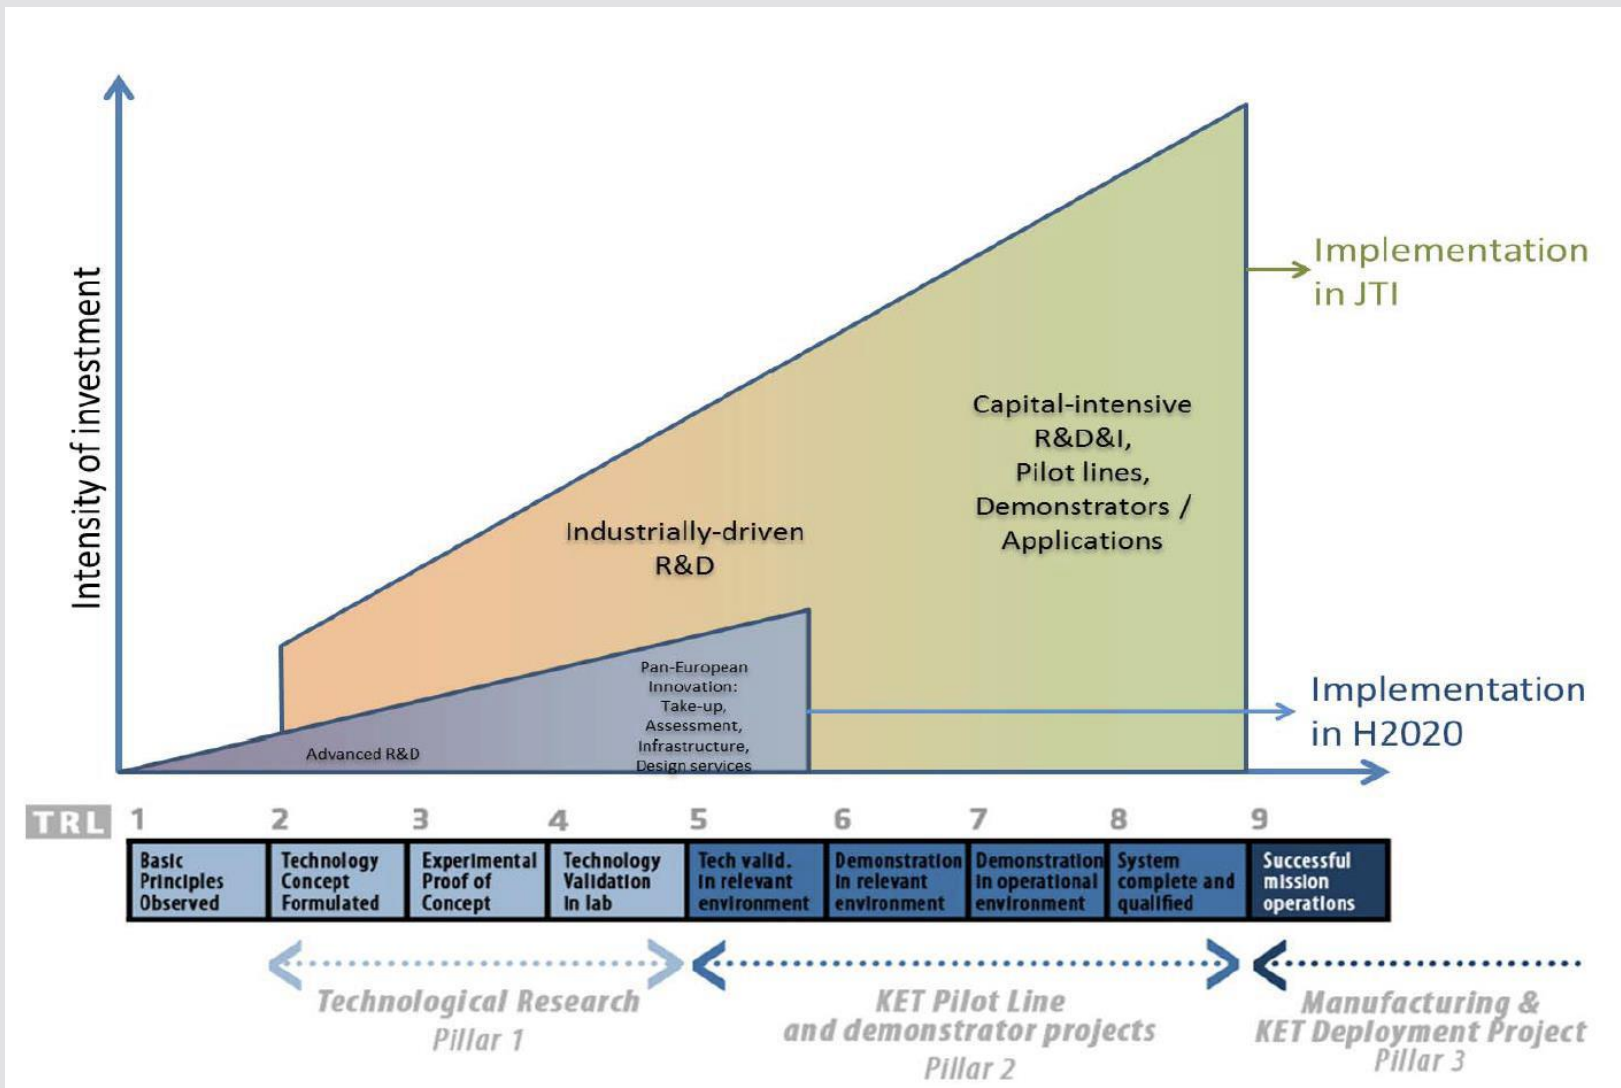 Intensity of investment
Implementation
in JTI
Capital-intensive
R&D&I,
Pilot lines,
Demonstrators /
Applications
Industrially-driven
R&D
Pan-European
Innovation:
Take-up,
Assessment,
Infrastructure,
Design services
Advanced R&D
Implementation
in H2020
TRL 1 2 3 4 5 6 7 8 9
Basic
Principles
Observed
Technology
Concept
Formulated
Experimental
Proof of
Concept
Technology
Validation
in lab
Tech valid.
in relevant
environment
Demonstration
in relevant
environment
Demonstration
in operational
environment
System
complete and
qualified
Successful
mission
operations
Technological Research
Pillar 1
KET Pilot Line
and demonstrator projects
Pillar 2
Manufacturing &
KET Deployment Project
Pillar 3